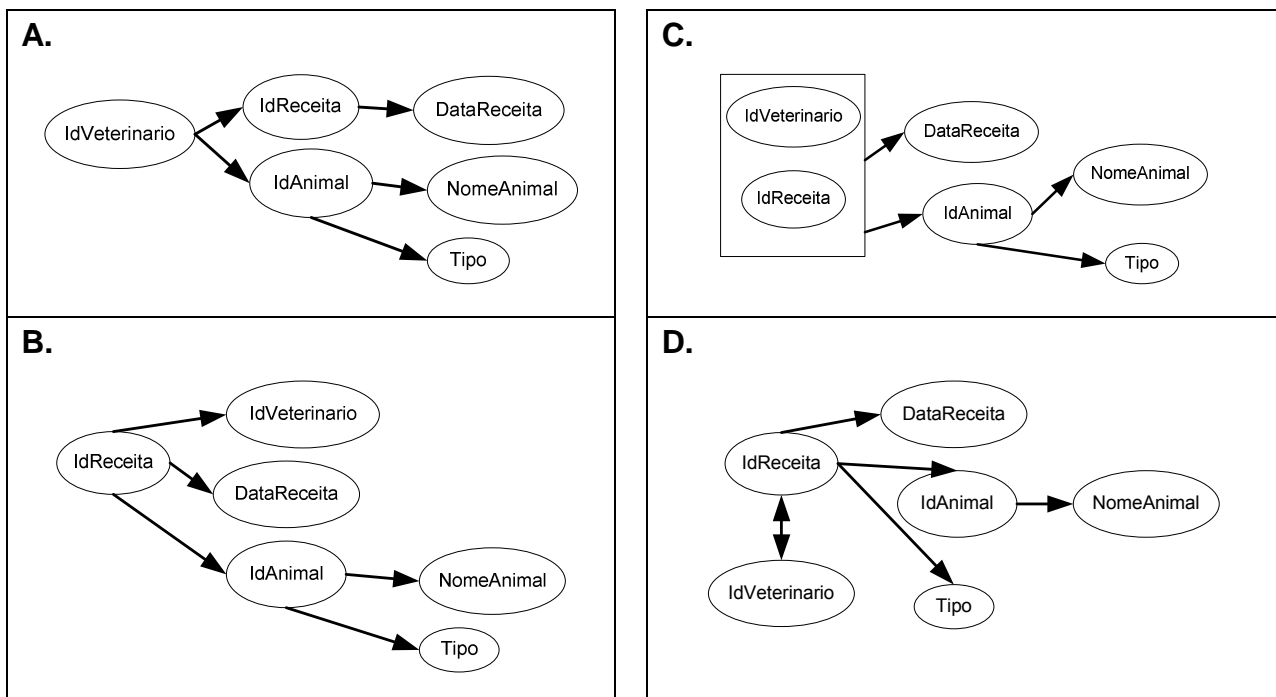 A.
IdVeterinario
IdReceita
DataReceita
IdAnimal
NomeAnimal
Tipo
B.
IdVeterinario
IdReceita
DataReceita
IdAnimal
NomeAnimal
Tipo
C.
IdVeterinario
DataReceita
IdReceita
IdAnimal
NomeAnimal
Tipo
D.
DataReceita
IdReceita
IdAnimal
NomeAnimal
IdVeterinario
Tipo